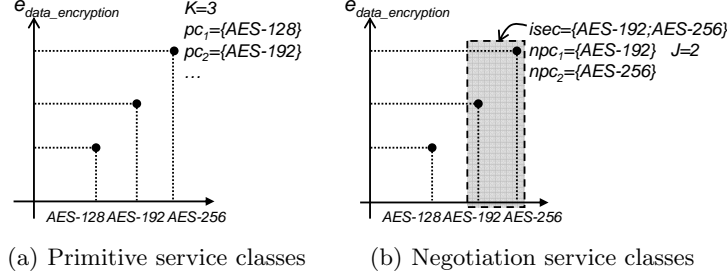 e_data_encryption
K=3
pc_1={AES-128}
pc_2={AES-192}
...
AES-128 AES-192 AES-256
(a) Primitive service classes
e_data_encryption
isec={AES-192;AES-256}
npc_1={AES-192} J=2
npc_2={AES-256}
AES-128 AES-192 AES-256
(b) Negotiation service classes